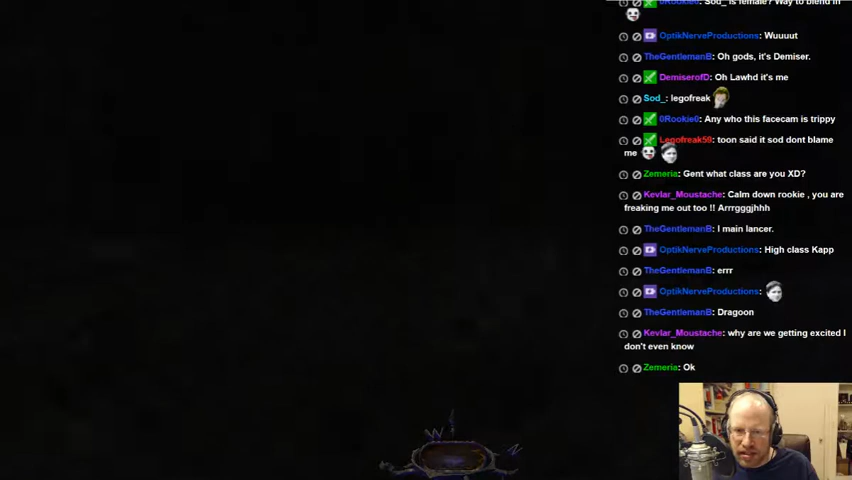 0Rookie0: Sod_ is female? Way to blend in
OptikNerveProductions: Wuuuut
TheGentlemanB: Oh gods, it's Demiser.
DemiserofD: Oh Lawhd it's me
Sod_: legofreak
0Rookie0: Any who this facecam is trippy
Legofreak59: toon said it sod dont blame
me
Zemeria: Gent what class are you XD?
Kevlar_Moustache: Calm down rookie , you are
freaking me out too !! Arrrgggjhhh
TheGentlemanB: I main lancer.
OptikNerveProductions: High class Kapp
TheGentlemanB: errr
OptikNerveProductions:
TheGentlemanB: Dragoon
Kevlar_Moustache: why are we getting excited I
don't even know
Zemeria: Ok
W
N